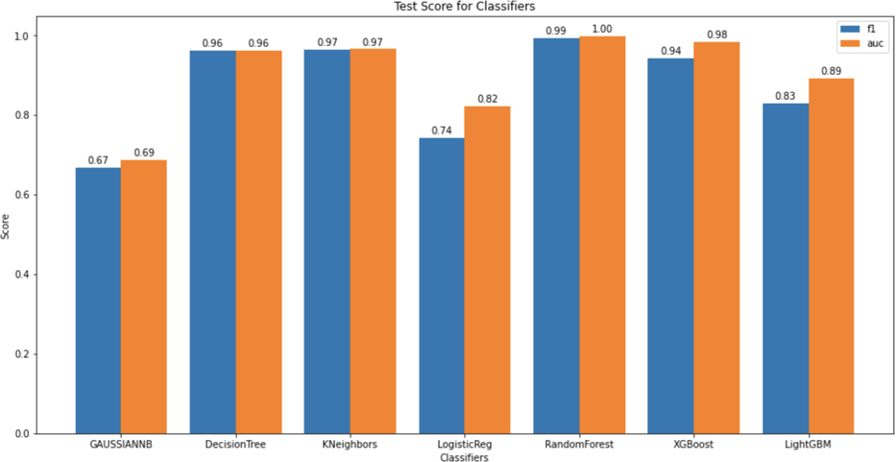 Test Score for Classifiers
f1
auc
1.0
0.8
0.6
0.4
0.2
0.0
Score
0.67 0.69 0.96 0.96 0.97 0.97 0.74 0.82 0.99 1.00 0.94 0.98 0.83 0.89
GAUSSIANNB DecisionTree KNeighbors LogisticReg RandomForest XGBoost LightGBM
Classifiers